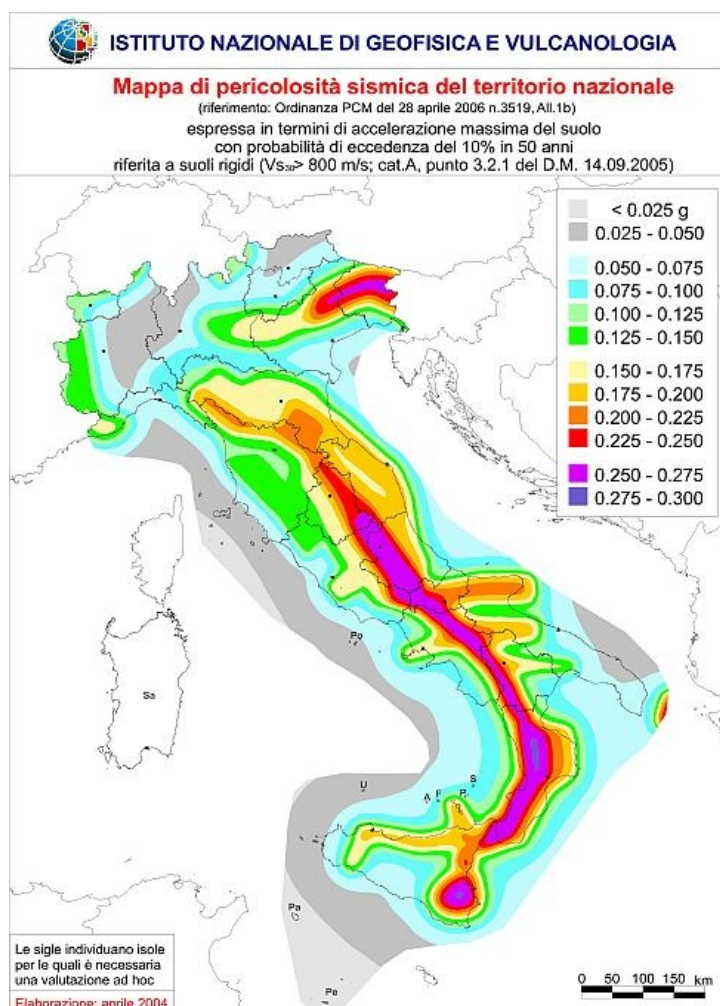 ISTITUTO NAZIONALE DI GEOFISICA E VULCANOLOGIA
Mappa di pericolosità sismica del territorio nazionale
(riferimento: Ordinanza PCM del 28 aprile 2006 n.3519, All.1b)
espressa in termini di accelerazione massima del suolo
con probabilità di eccedenza del 10% in 50 anni
riferita a suoli rigidi (Vs₃₀> 800 m/s; cat.A, punto 3.2.1 del D.M. 14.09.2005)
< 0.025 g
0.025 - 0.050
0.050 - 0.075
0.075 - 0.100
0.100 - 0.125
0.125 - 0.150
0.150 - 0.175
0.175 - 0.200
0.200 - 0.225
0.225 - 0.250
0.250 - 0.275
0.275 - 0.300
Po
Sa
S
U
A F P
Pa
Pe
Le sigle individuano isole
per le quali è necessaria
una valutazione ad hoc
Elaborazione: aprile 2004
0 50 100 150 km